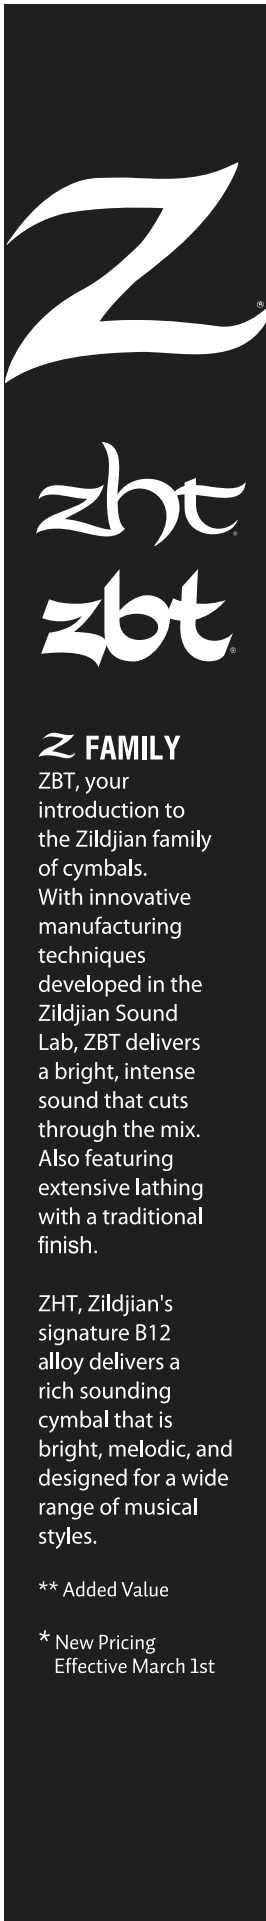 Z®
zht®
zbt®
Z FAMILY
ZBT, your
introduction to
the Zildjian family
of cymbals.
With innovative
manufacturing
techniques
developed in the
Zildjian Sound
Lab, ZBT delivers
a bright, intense
sound that cuts
through the mix.
Also featuring
extensive lathing
with a traditional
finish.
ZHT, Zildjian's
signature B12
alloy delivers a
rich sounding
cymbal that is
bright, melodic, and
designed for a wide
range of musical
styles.
** Added Value
* New Pricing
Effective March 1st